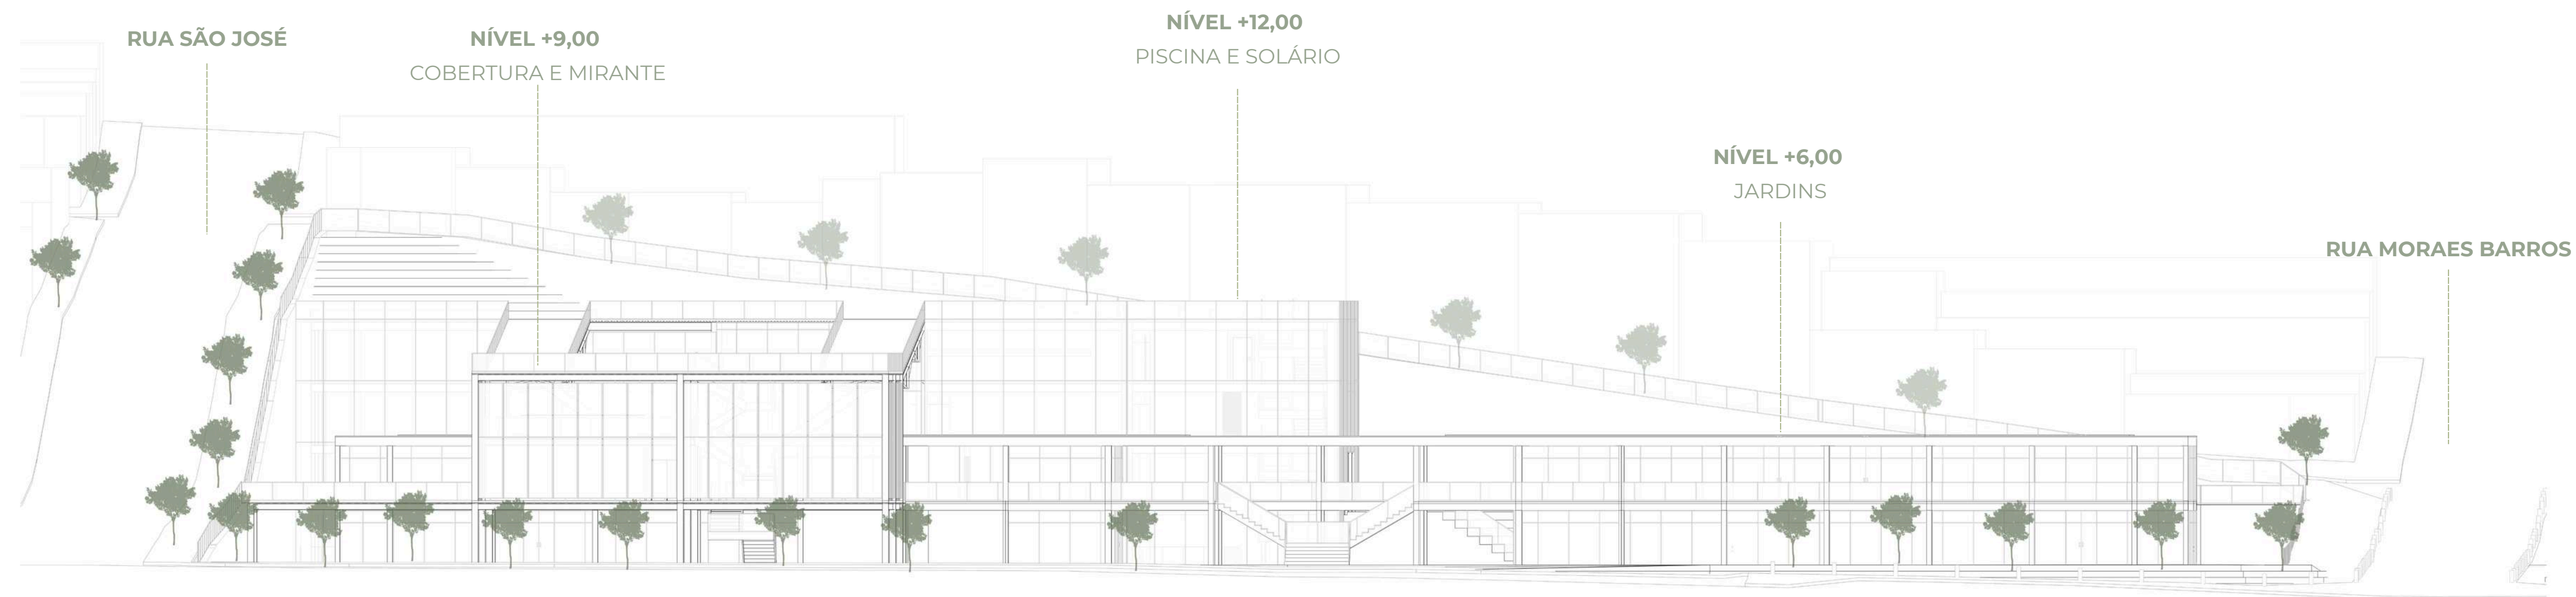 RUA SÃO JOSÉ
NÍVEL +9,00
COBERTURA E MIRANTE
NÍVEL +12,00
PISCINA E SOLÁRIO
NÍVEL +6,00
JARDINS
RUA MORAES BARROS